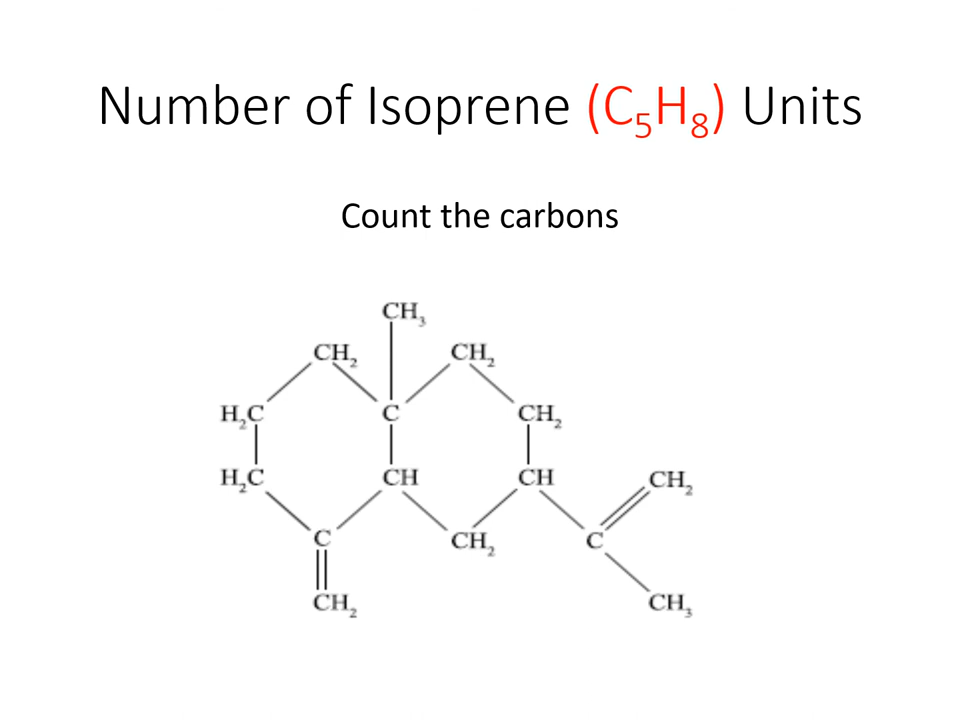 Number of Isoprene (C₅H₈) Units
Count the carbons
CH₃
CH₂ CH₂
H₂C C CH₂
H₂C CH CH CH₂
C CH₂ C
CH₂ CH₃